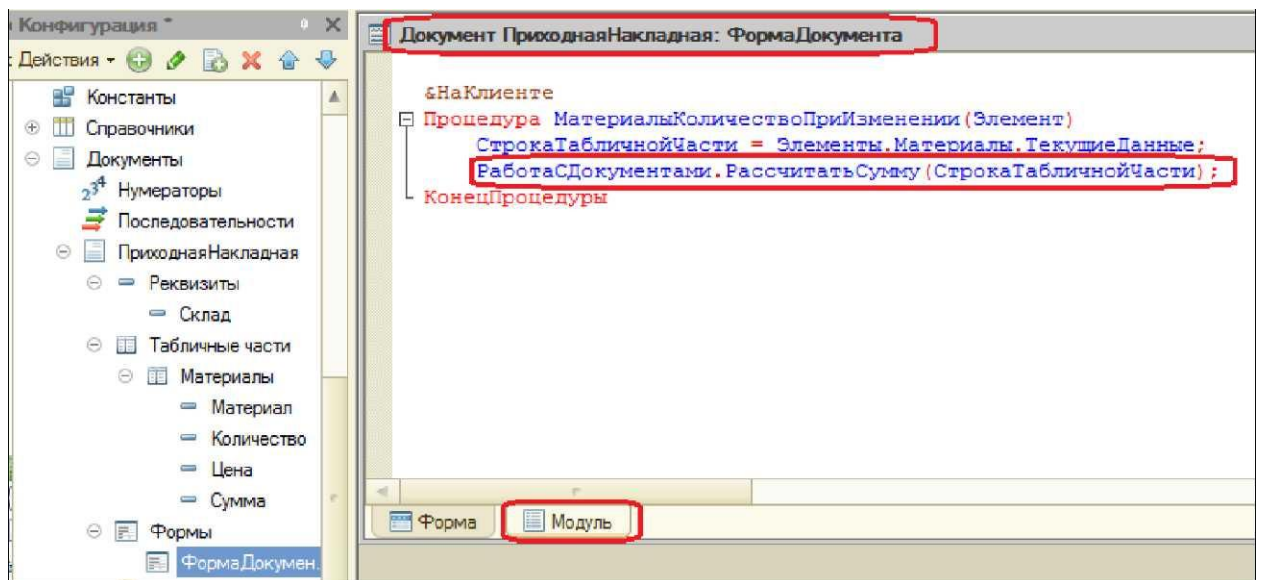 Конфигурация *
Действия
Константы
Справочники
Документы
Нумераторы
Последовательности
ПриходнаяНакладная
Реквизиты
Склад
Табличные части
Материалы
Материал
Количество
Цена
Сумма
Формы
ФормаДокумен.
Документ ПриходнаяНакладная: ФормаДокумента
&НаКлиенте
Процедура МатериалыКоличествоПриИзменении(Элемент)
СтрокаТабличнойЧасти = Элементы.Материалы.ТекущиеДанные;
РаботаСДокументами.РассчитатьСумму(СтрокаТабличнойЧасти);
КонецПроцедуры
Форма
Модуль